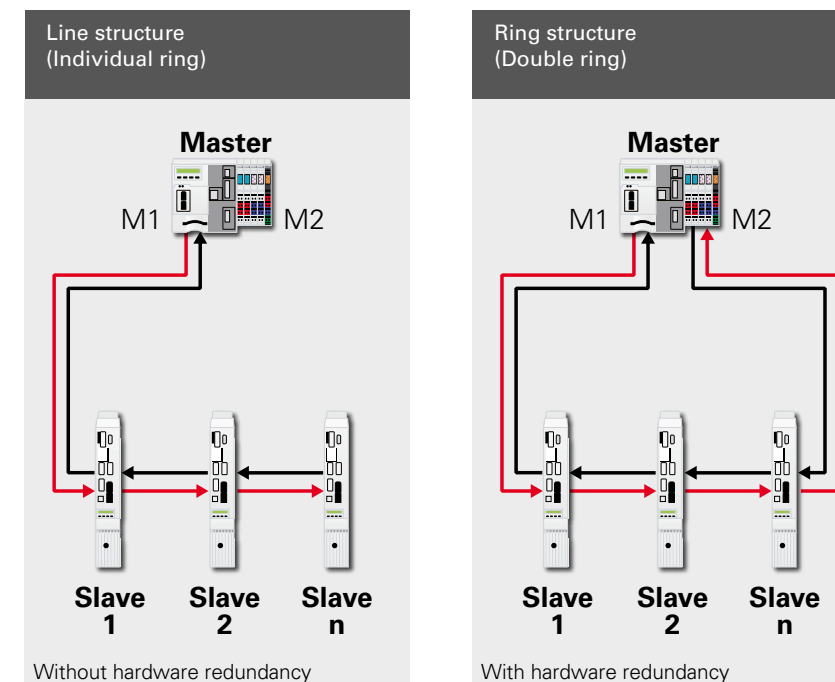 Line structure
(Individual ring)
Master
M1
M2
Slave
1
Slave
2
Slave
n
Without hardware redundancy
Ring structure
(Double ring)
Master
M1
M2
Slave
1
Slave
2
Slave
n
With hardware redundancy